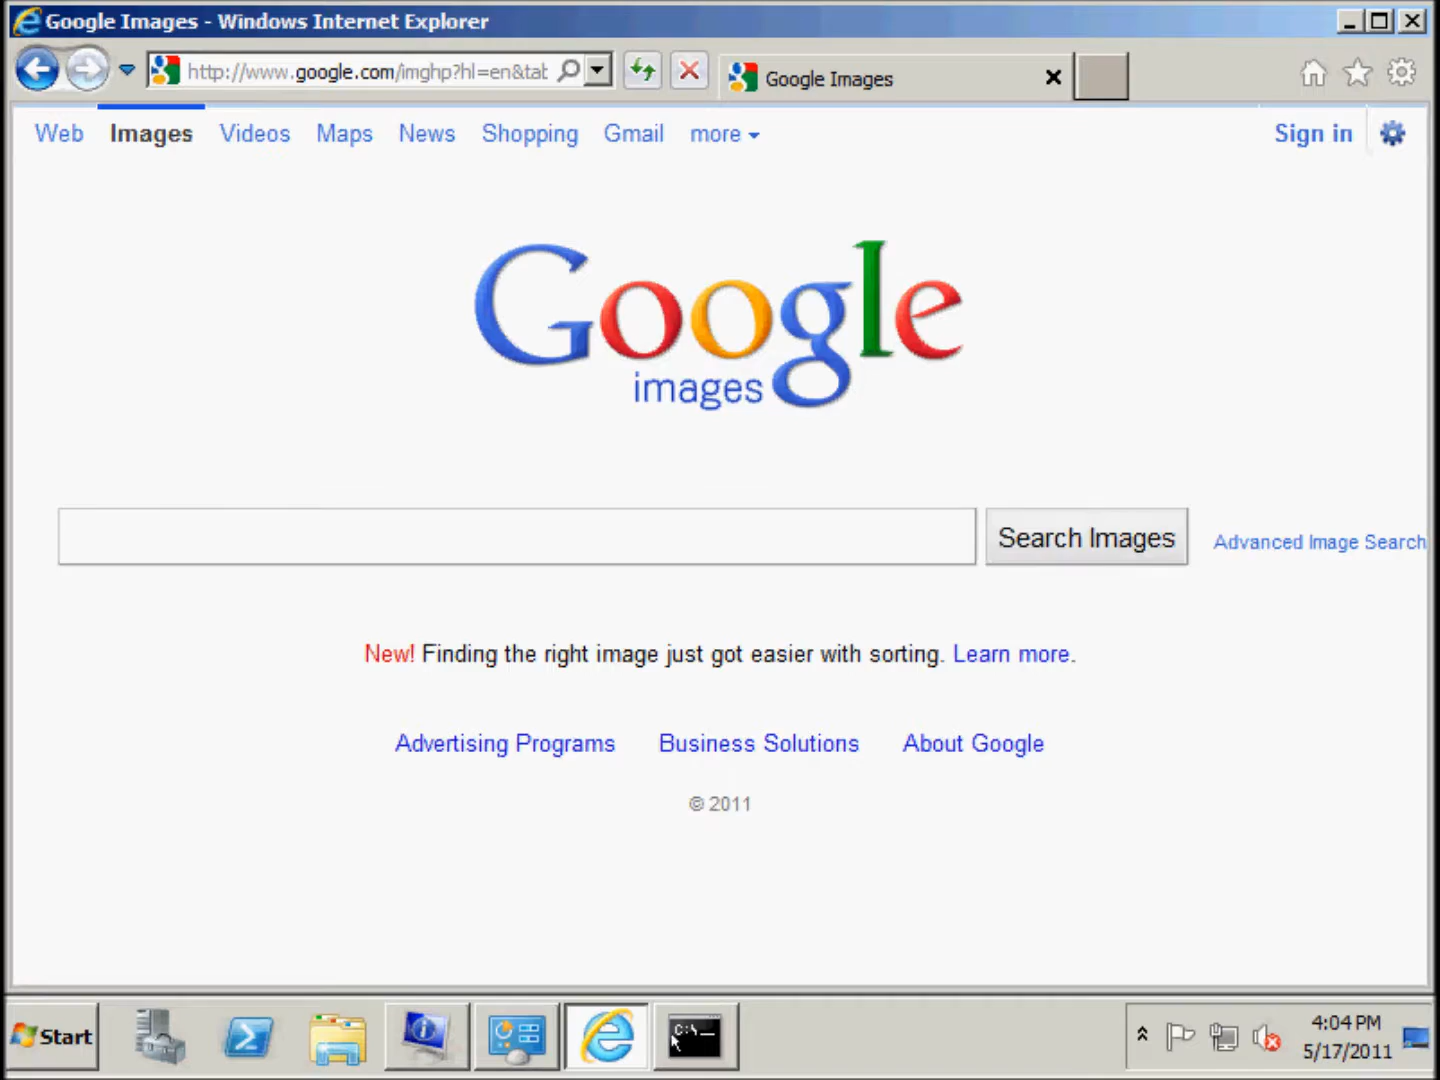 Google Images - Windows Internet Explorer
http://www.google.com/imghp?hl=en&tab
Google Images
Web Images Videos Maps News Shopping Gmail more
Sign in
Google
images
Search Images
Advanced Image Search
New! Finding the right image just got easier with sorting. Learn more.
Advertising Programs Business Solutions About Google
© 2011
Start
C:\_
4:04 PM
5/17/2011